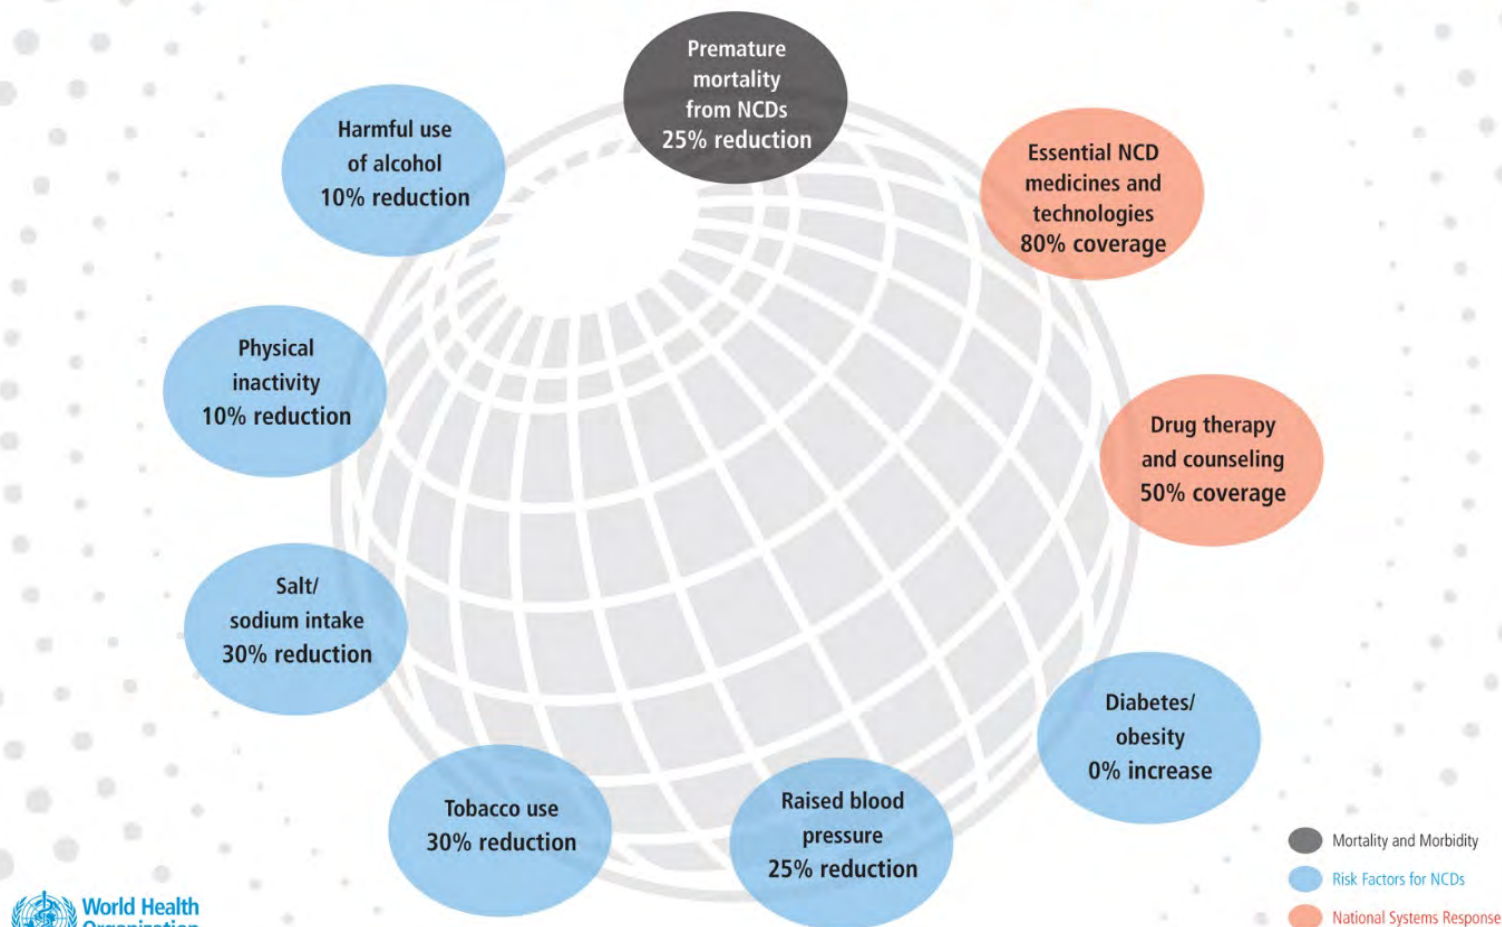 Premature
mortality
from NCDs
25% reduction
Harmful use
of alcohol
10% reduction
Essential NCD
medicines and
technologies
80% coverage
Physical
inactivity
10% reduction
Drug therapy
and counseling
50% coverage
Salt/
sodium intake
30% reduction
Diabetes/
obesity
0% increase
Tobacco use
30% reduction
Raised blood
pressure
25% reduction
Mortality and Morbidity
Risk Factors for NCDs
National Systems Response
World Health
Organization